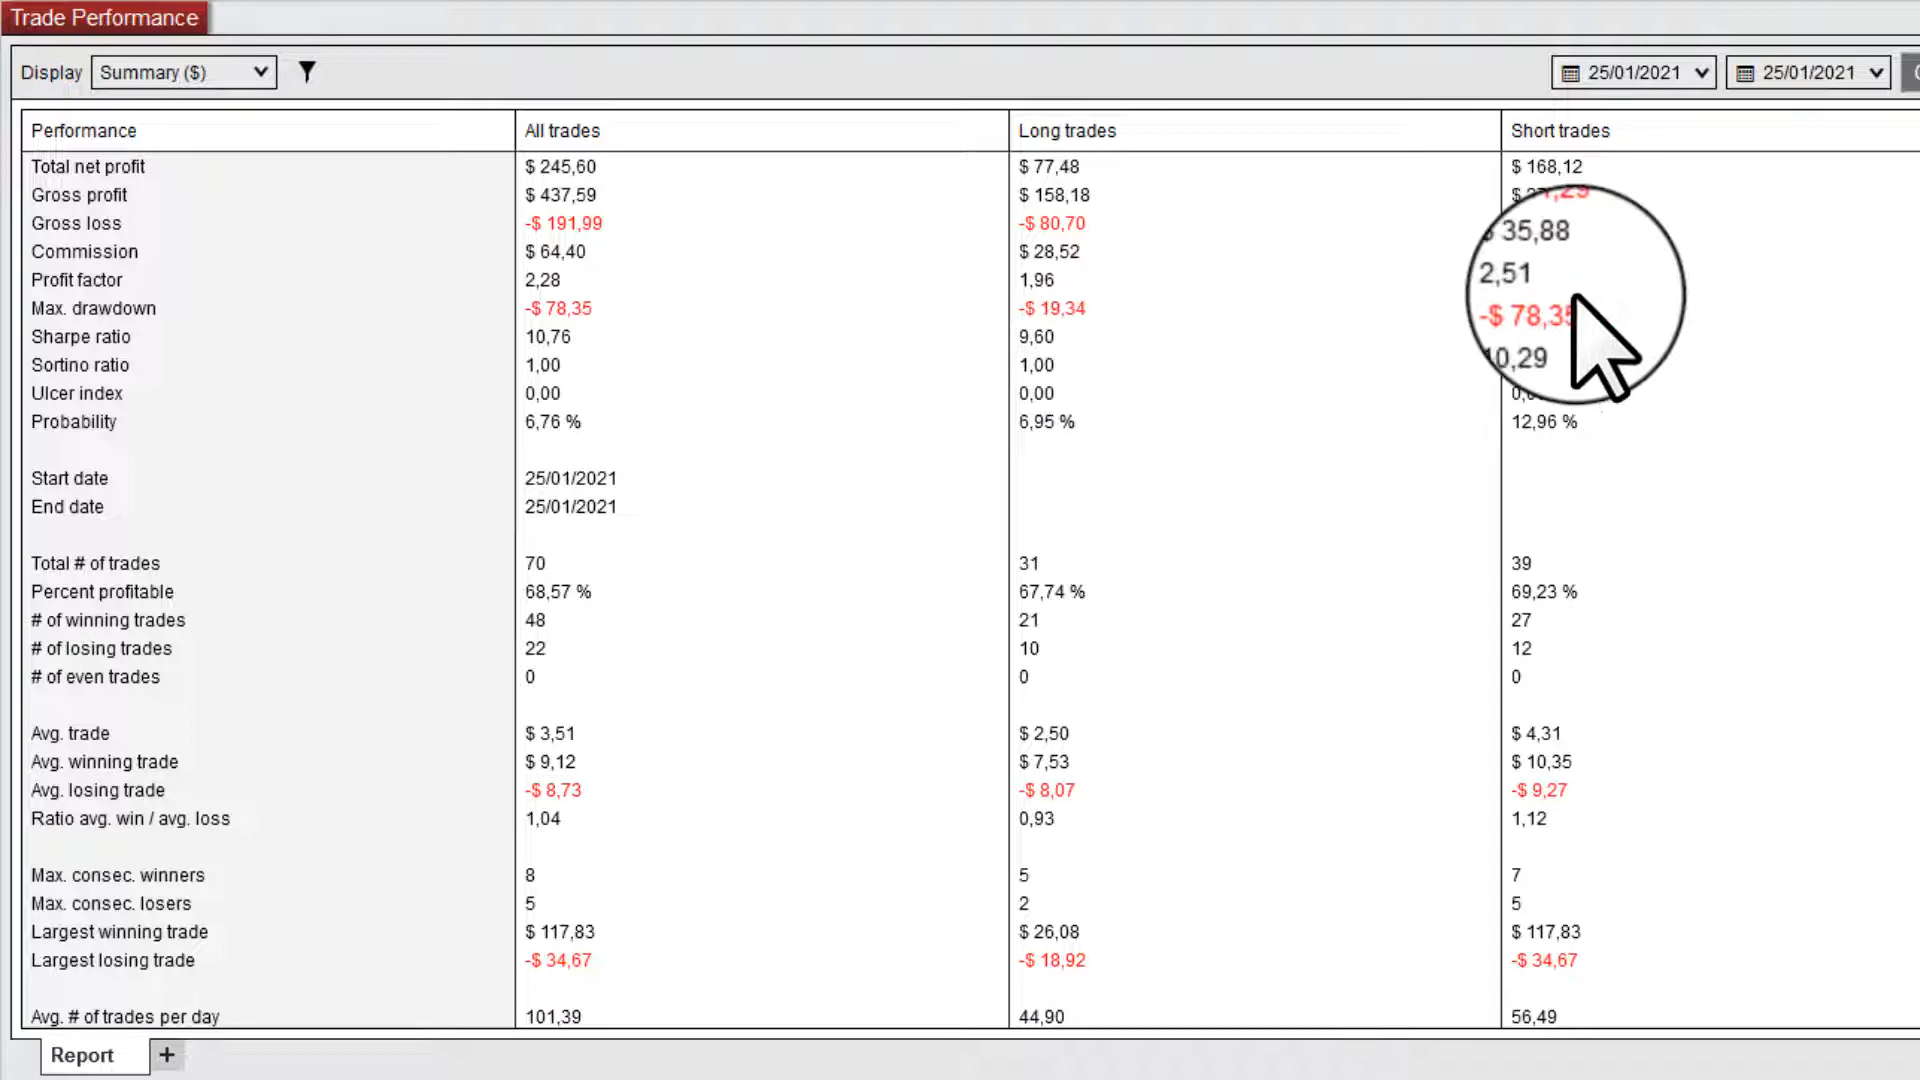 Trade Performance
Display Summary ($) 25/01/2021 25/01/2021
Performance All trades Long trades Short trades
Total net profit $ 245,60 $ 77,48 $ 168,12
Gross profit $ 437,59 $ 158,18 $
Gross loss -$ 191,99 -$ 80,70
Commission $ 64,40 $ 28,52 $ 35,88
Profit factor 2,28 1,96 2,51
Max. drawdown -$ 78,35 -$ 19,34 -$ 78,35
Sharpe ratio 10,76 9,60 10,29
Sortino ratio 1,00 1,00
Ulcer index 0,00 0,00
Probability 6,76 % 6,95 % 12,96 %
Start date 25/01/2021
End date 25/01/2021
Total # of trades 70 31 39
Percent profitable 68,57 % 67,74 % 69,23 %
# of winning trades 48 21 27
# of losing trades 22 10 12
# of even trades 0 0 0
Avg. trade $ 3,51 $ 2,50 $ 4,31
Avg. winning trade $ 9,12 $ 7,53 $ 10,35
Avg. losing trade -$ 8,73 -$ 8,07 -$ 9,27
Ratio avg. win / avg. loss 1,04 0,93 1,12
Max. consec. winners 8 5 7
Max. consec. losers 5 2 5
Largest winning trade $ 117,83 $ 26,08 $ 117,83
Largest losing trade -$ 34,67 -$ 18,92 -$ 34,67
Avg. # of trades per day 101,39 44,90 56,49
Report +